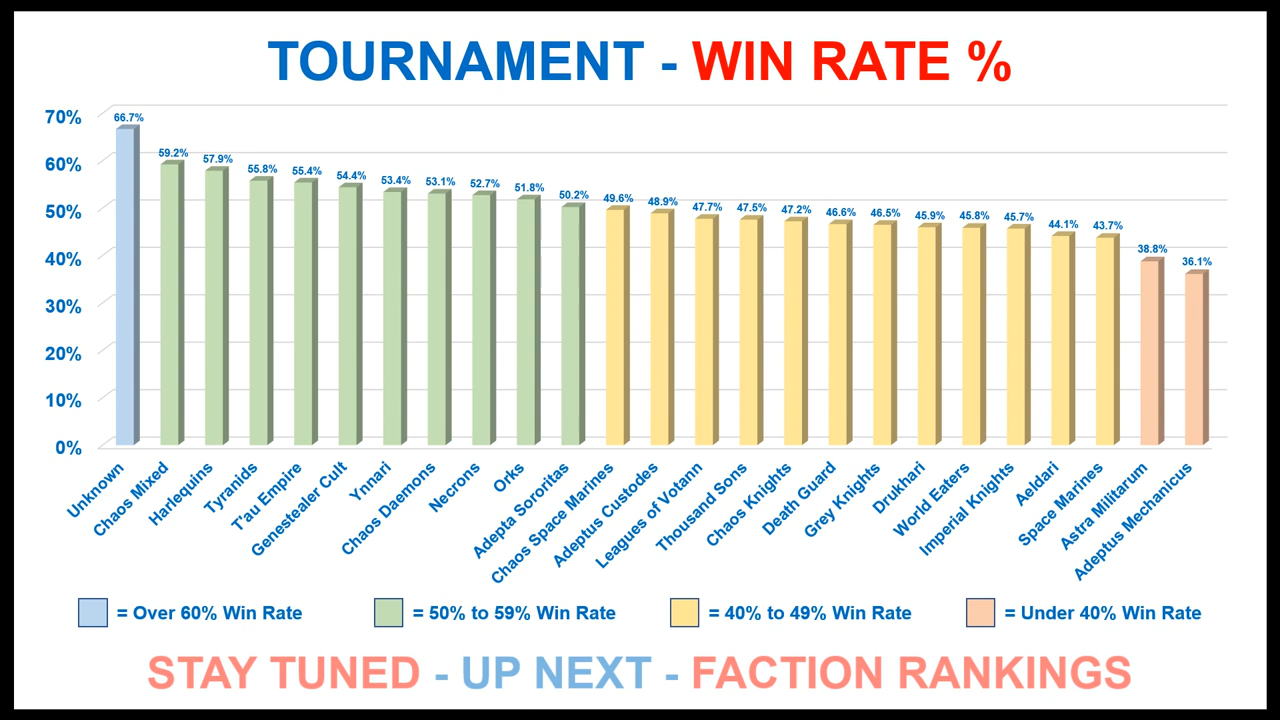 TOURNAMENT - WIN RATE %
70%
60%
50%
40%
30%
20%
10%
0%
66.7%
59.2%
57.9%
55.8%
55.4%
54.4%
53.4%
53.1%
52.7%
51.8%
50.2%
49.6%
48.9%
47.7%
47.5%
47.2%
46.6%
46.5%
45.9%
45.8%
45.7%
44.1%
43.7%
38.8%
36.1%
Unknown
Chaos Mixed
Harlequins
Tyranids
T'au Empire
Genestealer Cult
Ynnari
Chaos Daemons
Necrons
Orks
Adepta Sororitas
Chaos Space Marines
Adeptus Custodes
Leagues of Votann
Thousand Sons
Chaos Knights
Death Guard
Grey Knights
Drukhari
World Eaters
Imperial Knights
Aeldari
Space Marines
Astra Militarum
Adeptus Mechanicus
= Over 60% Win Rate
= 50% to 59% Win Rate
= 40% to 49% Win Rate
= Under 40% Win Rate
STAY TUNED - UP NEXT - FACTION RANKINGS